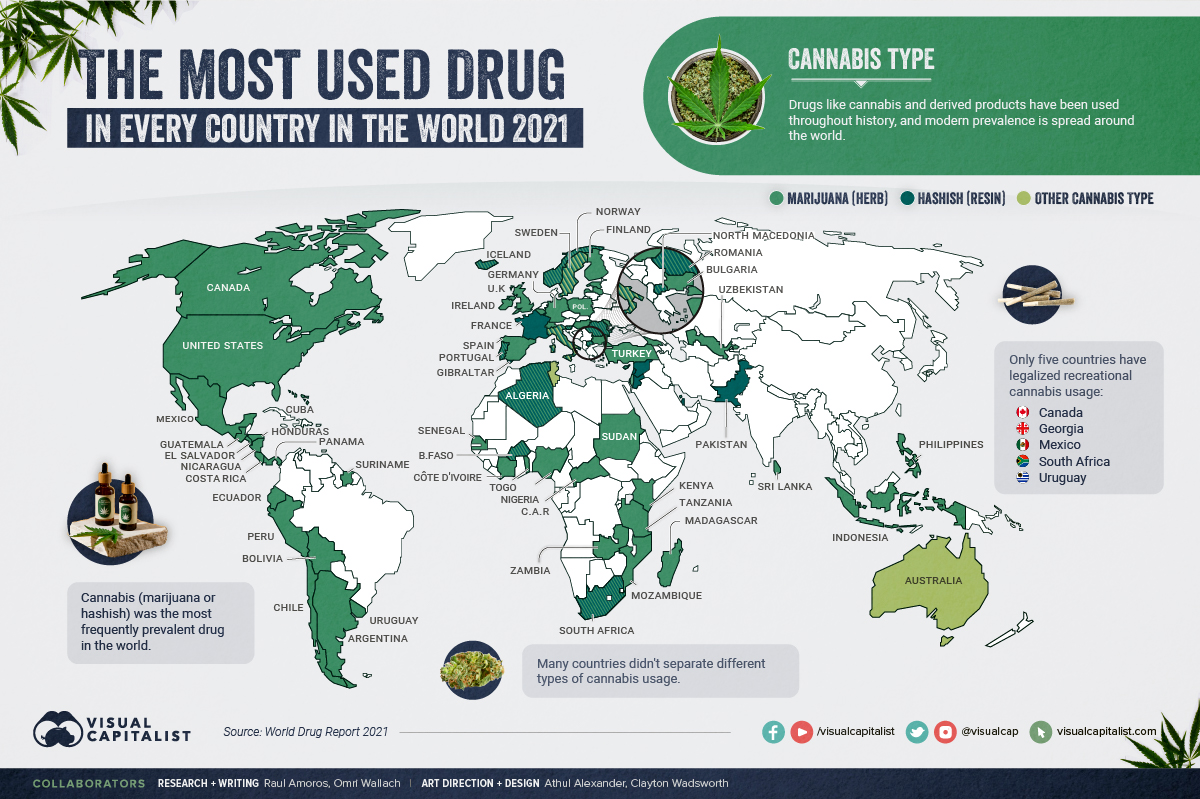 THE MOST USED DRUG
IN EVERY COUNTRY IN THE WORLD 2021
CANNABIS TYPE
Drugs like cannabis and derived products have been used
throughout history, and modern prevalence is spread around
the world.
MARIJUANA (HERB)
HASHISH (RESIN)
OTHER CANNABIS TYPE
NORWAY
SWEDEN
FINLAND
NORTH MACEDONIA
ICELAND
ROMANIA
GERMANY
BULGARIA
U.K
UZBEKISTAN
CANADA
IRELAND
POL.
FRANCE
UNITED STATES
SPAIN
TURKEY
PORTUGAL
GIBRALTAR
ALGERIA
Only five countries have
legalized recreational
cannabis usage:
Canada
Georgia
Mexico
South Africa
Uruguay
MEXICO
CUBA
HONDURAS
GUATEMALA
PANAMA
EL SALVADOR
NICARAGUA
COSTA RICA
SURINAME
ECUADOR
PERU
BOLIVIA
CHILE
URUGUAY
ARGENTINA
SENEGAL
SUDAN
B.FASO
CÔTE D'IVOIRE
TOGO
NIGERIA
C.A.R
KENYA
TANZANIA
MADAGASCAR
ZAMBIA
MOZAMBIQUE
SOUTH AFRICA
PAKISTAN
SRI LANKA
PHILIPPINES
INDONESIA
AUSTRALIA
Cannabis (marijuana or
hashish) was the most
frequently prevalent drug
in the world.
Many countries didn't separate different
types of cannabis usage.
VISUAL
CAPITALIST
Source: World Drug Report 2021
/visualcapitalist
@visualcap
visualcapitalist.com
COLLABORATORS RESEARCH + WRITING Raul Amoros, Omri Wallach | ART DIRECTION + DESIGN Athul Alexander, Clayton Wadsworth